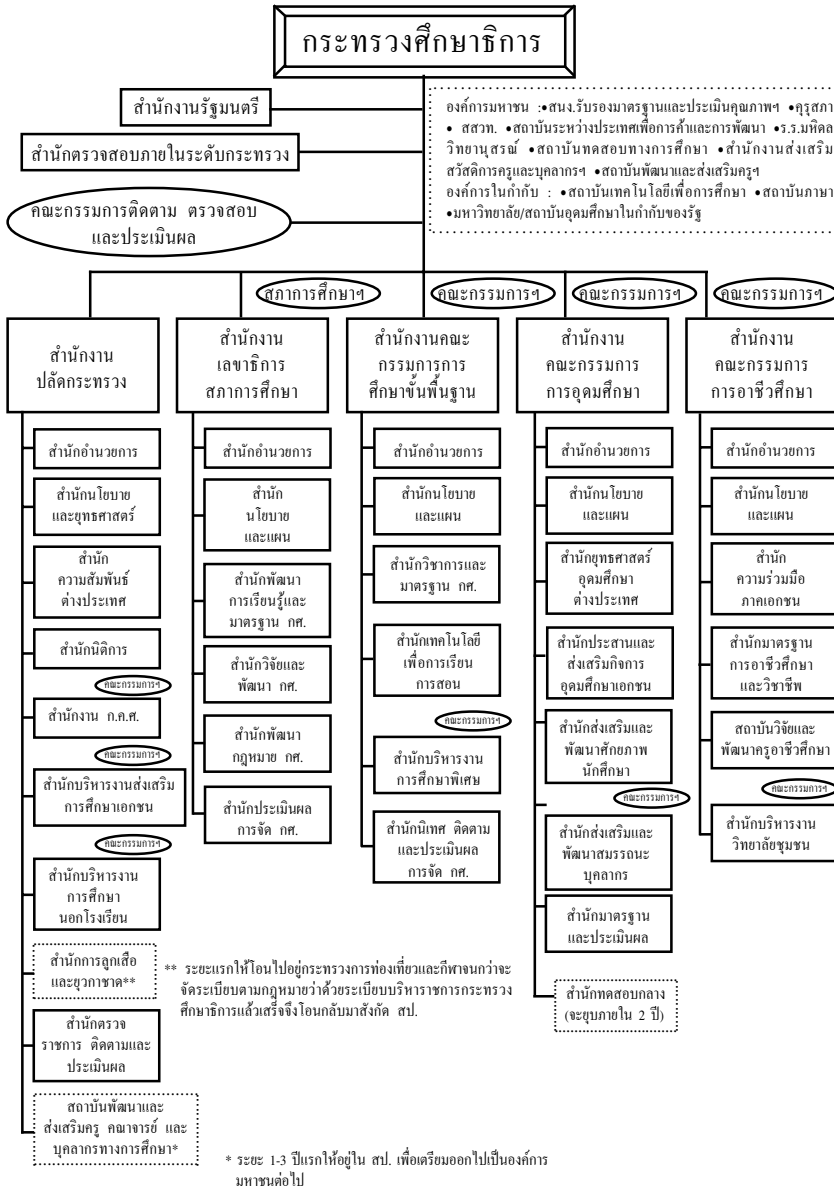 กระทรวงศึกษาธิการ
สำนักงานรัฐมนตรี
สำนักตรวจสอบภายในระดับกระทรวง
คณะกรรมการติดตาม ตรวจสอบ
และประเมินผล
องค์การมหาชน :•สนง.รับรองมาตรฐานและประเมินคุณภาพฯ •คุรุสภา
• สสวท. •สถาบันระหว่างประเทศเพื่อการค้าและการพัฒนา •ร.ร.มหิดล
วิทยานุสรณ์ •สถาบันทดสอบทางการศึกษา •สำนักงานส่งเสริม
สวัสดิการครูและบุคลากรฯ •สถาบันพัฒนาและส่งเสริมครูฯ
องค์การในกำกับ : •สถาบันเทคโนโลยีเพื่อการศึกษา •สถาบันภาษา
•มหาวิทยาลัย/สถาบันอุดมศึกษาในกำกับของรัฐ
สภาการศึกษาฯ
คณะกรรมการฯ
คณะกรรมการฯ
คณะกรรมการฯ
สำนักงาน
ปลัดกระทรวง
สำนักงาน
เลขาธิการ
สภาการศึกษา
สำนักงานคณะ
กรรมการการ
ศึกษาขั้นพื้นฐาน
สำนักงาน
คณะกรรมการ
การอุดมศึกษา
สำนักงาน
คณะกรรมการ
การอาชีวศึกษา
สำนักอำนวยการ
สำนักนโยบาย
และยุทธศาสตร์
สำนัก
ความสัมพันธ์
ต่างประเทศ
สำนักนิติการ
คณะกรรมการฯ
สำนักงาน ก.ค.ศ.
คณะกรรมการฯ
สำนักบริหารงานส่งเสริม
การศึกษาเอกชน
คณะกรรมการฯ
สำนักบริหารงาน
การศึกษา
นอกโรงเรียน
สำนักการลูกเสือ
และยุวกาชาด**
สำนักตรวจ
ราชการ ติดตามและ
ประเมินผล
สถาบันพัฒนาและ
ส่งเสริมครู คณาจารย์ และ
บุคลากรทางการศึกษา*
สำนักอำนวยการ
สำนัก
นโยบาย
และแผน
สำนักพัฒนา
การเรียนรู้และ
มาตรฐาน กศ.
สำนักวิจัยและ
พัฒนา กศ.
สำนักพัฒนา
กฎหมาย กศ.
สำนักประเมินผล
การจัด กศ.
สำนักอำนวยการ
สำนักนโยบาย
และแผน
สำนักวิชาการและ
มาตรฐาน กศ.
สำนักเทคโนโลยี
เพื่อการเรียน
การสอน
คณะกรรมการฯ
สำนักบริหารงาน
การศึกษาพิเศษ
สำนักนิเทศ ติดตาม
และประเมินผล
การจัด กศ.
สำนักอำนวยการ
สำนักนโยบาย
และแผน
สำนักยุทธศาสตร์
อุดมศึกษา
ต่างประเทศ
สำนักประสานและ
ส่งเสริมกิจการ
อุดมศึกษาเอกชน
สำนักส่งเสริมและ
พัฒนาศักยภาพ
นักศึกษา
คณะกรรมการฯ
สำนักส่งเสริมและ
พัฒนาสมรรถนะ
บุคลากร
สำนักมาตรฐาน
และประเมินผล
สำนักทดสอบกลาง
(จะยุบภายใน 2 ปี)
สำนักอำนวยการ
สำนักนโยบาย
และแผน
สำนัก
ความร่วมมือ
ภาคเอกชน
สำนักมาตรฐาน
การอาชีวศึกษา
และวิชาชีพ
สถาบันวิจัยและ
พัฒนาครูอาชีวศึกษา
คณะกรรมการฯ
สำนักบริหารงาน
วิทยาลัยชุมชน
** ระยะแรกให้โอนไปอยู่กระทรวงการท่องเที่ยวและกีฬาจนกว่าจะ
จัดระเบียบตามกฎหมายว่าด้วยระเบียบบริหาราชการกระทรวง
ศึกษาธิการแล้วเสร็จจึงโอนกลับมาสังกัด สป.
* ระยะ 1-3 ปีแรกให้อยู่ใน สป. เพื่อเตรียมออกไปเป็นองค์การ
มหาชนต่อไป